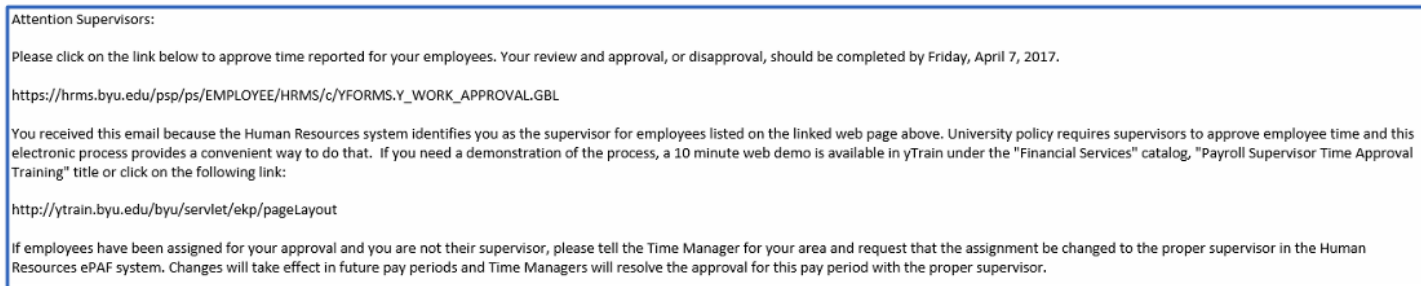 Attention Supervisors:
Please click on the link below to approve time reported for your employees. Your review and approval, or disapproval, should be completed by Friday, April 7, 2017.
https://hrms.byu.edu/psp/ps/EMPLOYEE/HRMS/c/YFORMS.Y_WORK_APPROVAL.GBL
You received this email because the Human Resources system identifies you as the supervisor for employees listed on the linked web page above. University policy requires supervisors to approve employee time and this
electronic process provides a convenient way to do that.  If you need a demonstration of the process, a 10 minute web demo is available in yTrain under the "Financial Services" catalog, "Payroll Supervisor Time Approval
Training" title or click on the following link:
http://ytrain.byu.edu/byu/servlet/ekp/pageLayout
If employees have been assigned for your approval and you are not their supervisor, please tell the Time Manager for your area and request that the assignment be changed to the proper supervisor in the Human
Resources ePAF system. Changes will take effect in future pay periods and Time Managers will resolve the approval for this pay period with the proper supervisor.